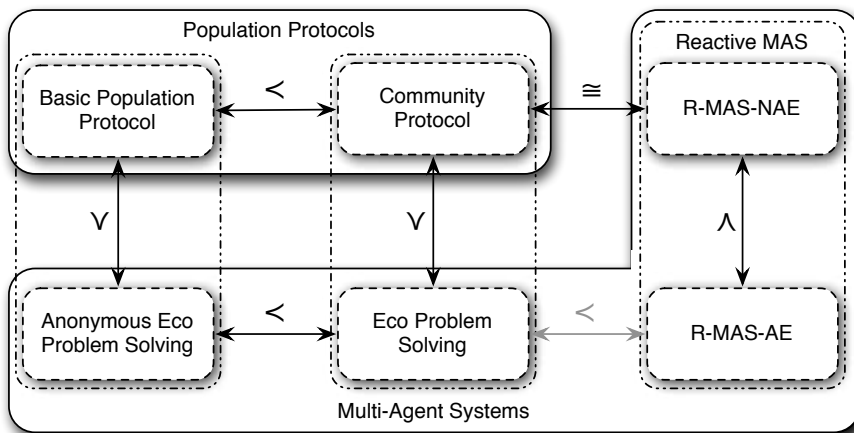 Population Protocols
Reactive MAS
Basic Population
Protocol
≺
Community
Protocol
≅
R-MAS-NAE
⋎
⋎
⋏
Anonymous Eco
Problem Solving
≺
Eco Problem
Solving
≺
R-MAS-AE
Multi-Agent Systems